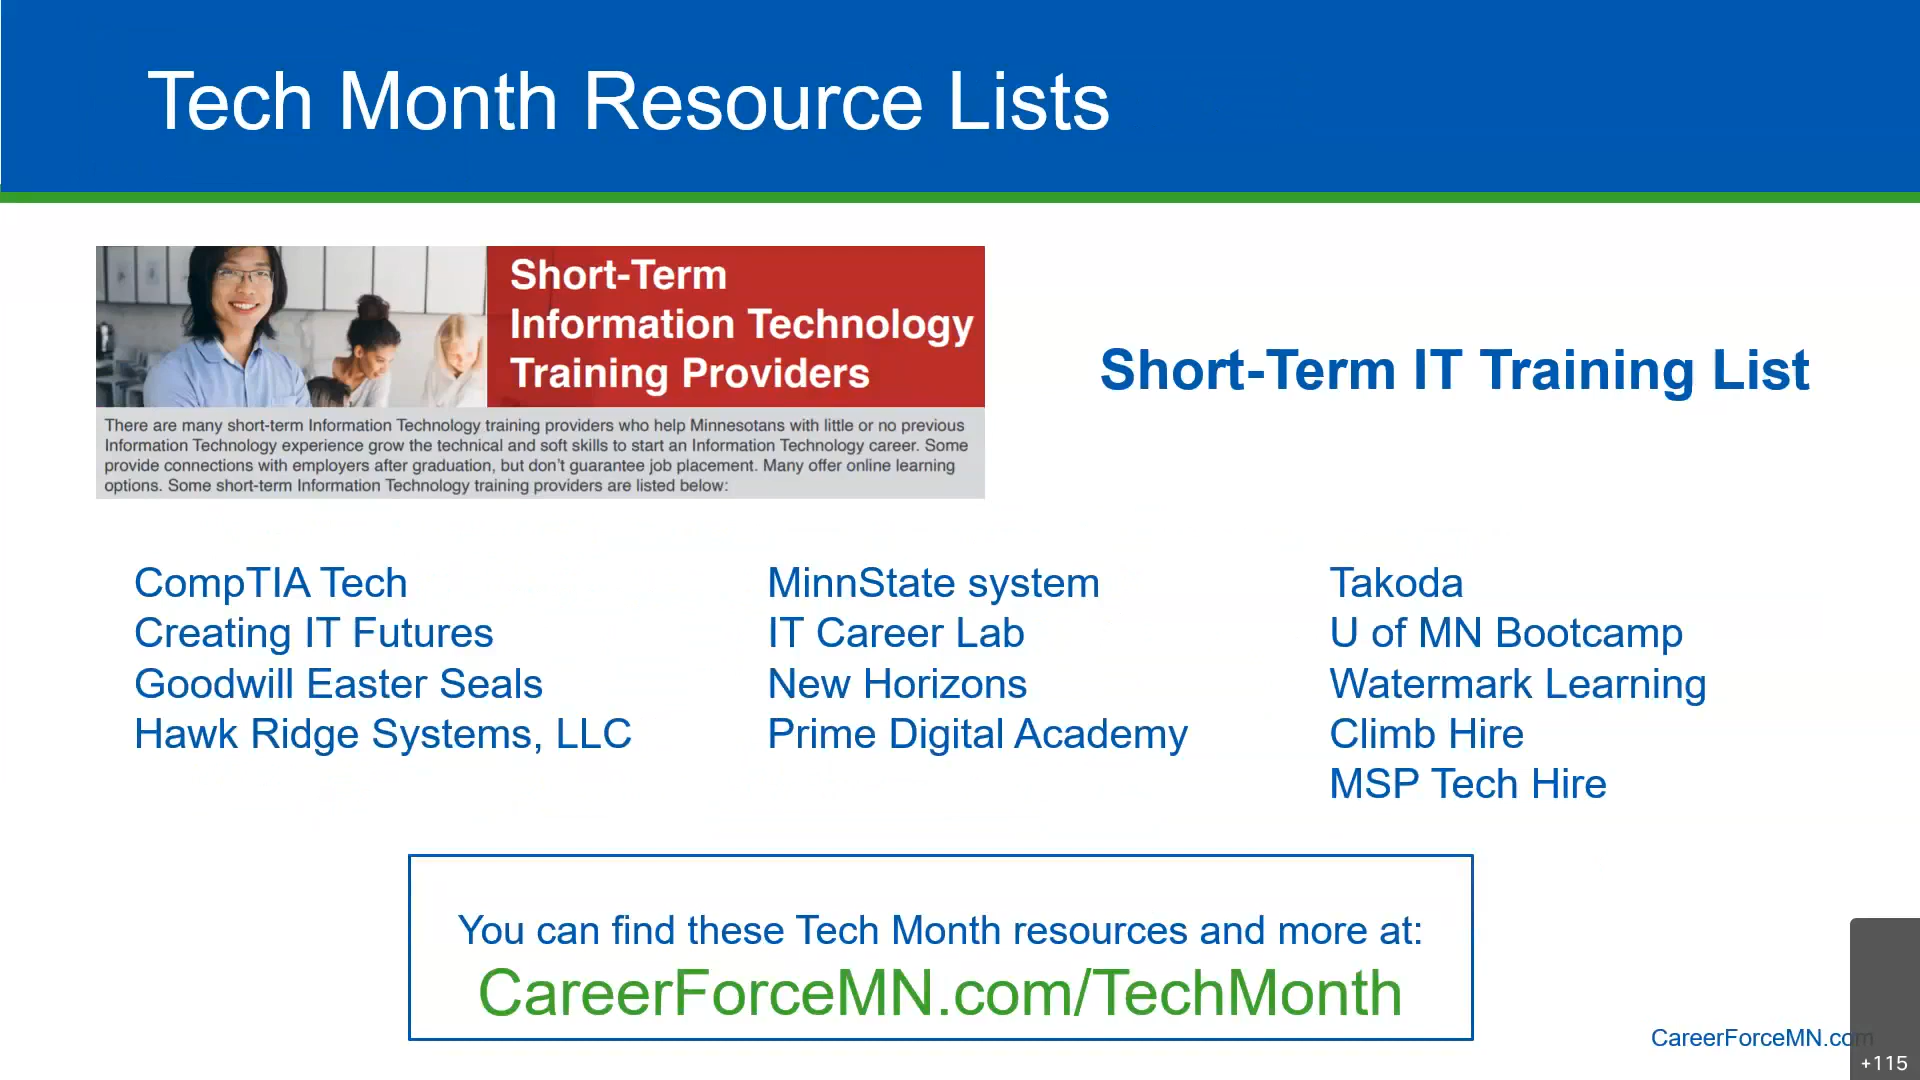 Tech Month Resource Lists
Short-Term
Information Technology
Training Providers
There are many short-term Information Technology training providers who help Minnesotans with little or no previous
Information Technology experience grow the technical and soft skills to start an Information Technology career. Some
provide connections with employers after graduation, but don't guarantee job placement. Many offer online learning
options. Some short-term Information Technology training providers are listed below:
Short-Term IT Training List
CompTIA Tech
Creating IT Futures
Goodwill Easter Seals
Hawk Ridge Systems, LLC
MinnState system
IT Career Lab
New Horizons
Prime Digital Academy
Takoda
U of MN Bootcamp
Watermark Learning
Climb Hire
MSP Tech Hire
You can find these Tech Month resources and more at:
CareerForceMN.com/TechMonth
CareerForceMN.com
+115